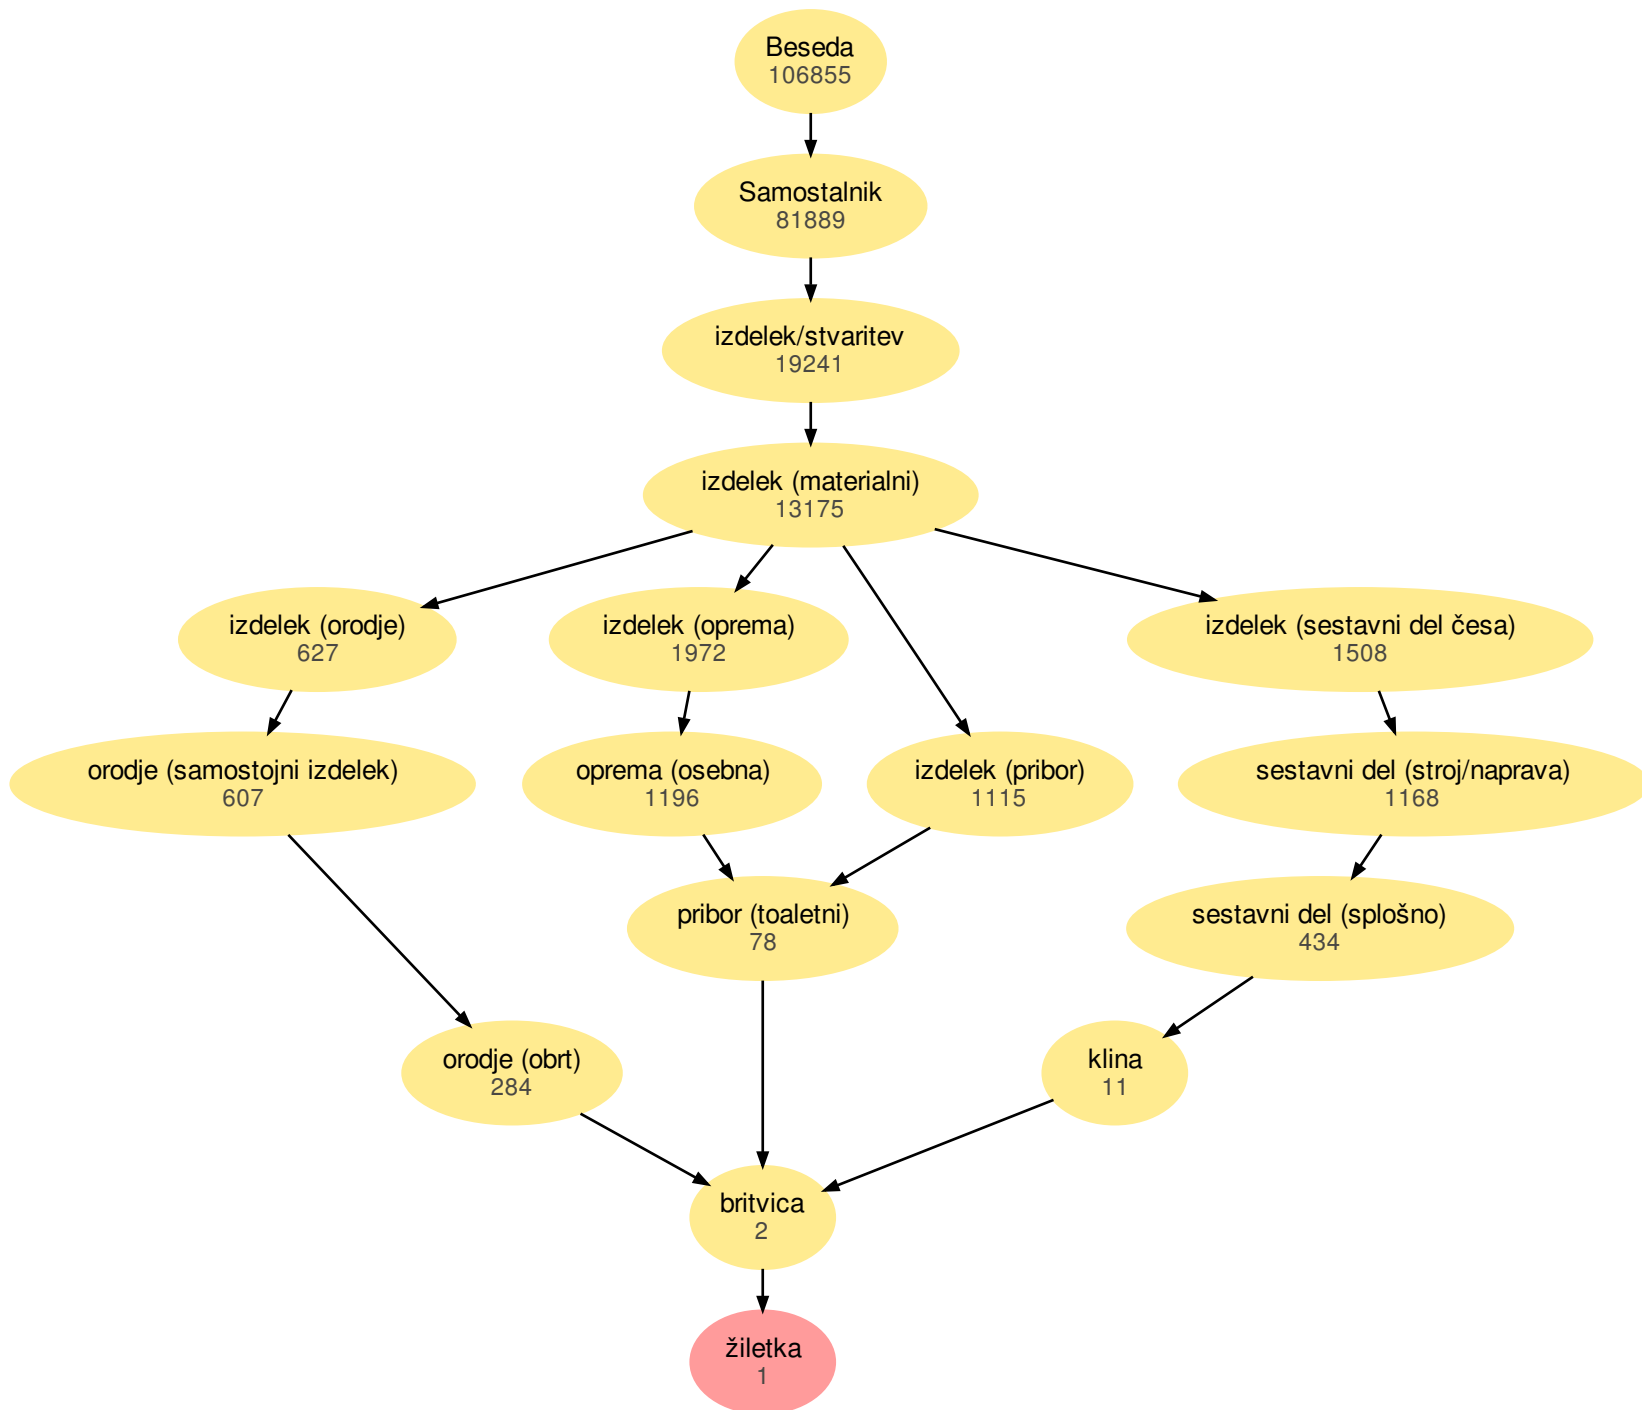 Beseda
106855
Samostalnik
81889
izdelek/stvaritev
19241
izdelek (materialni)
13175
izdelek (orodje)
627
izdelek (oprema)
1972
izdelek (sestavni del česa)
1508
orodje (samostojni izdelek)
607
oprema (osebna)
1196
izdelek (pribor)
1115
sestavni del (stroj/naprava)
1168
pribor (toaletni)
78
sestavni del (splošno)
434
orodje (obrt)
284
klina
11
britvica
2
žiletka
1